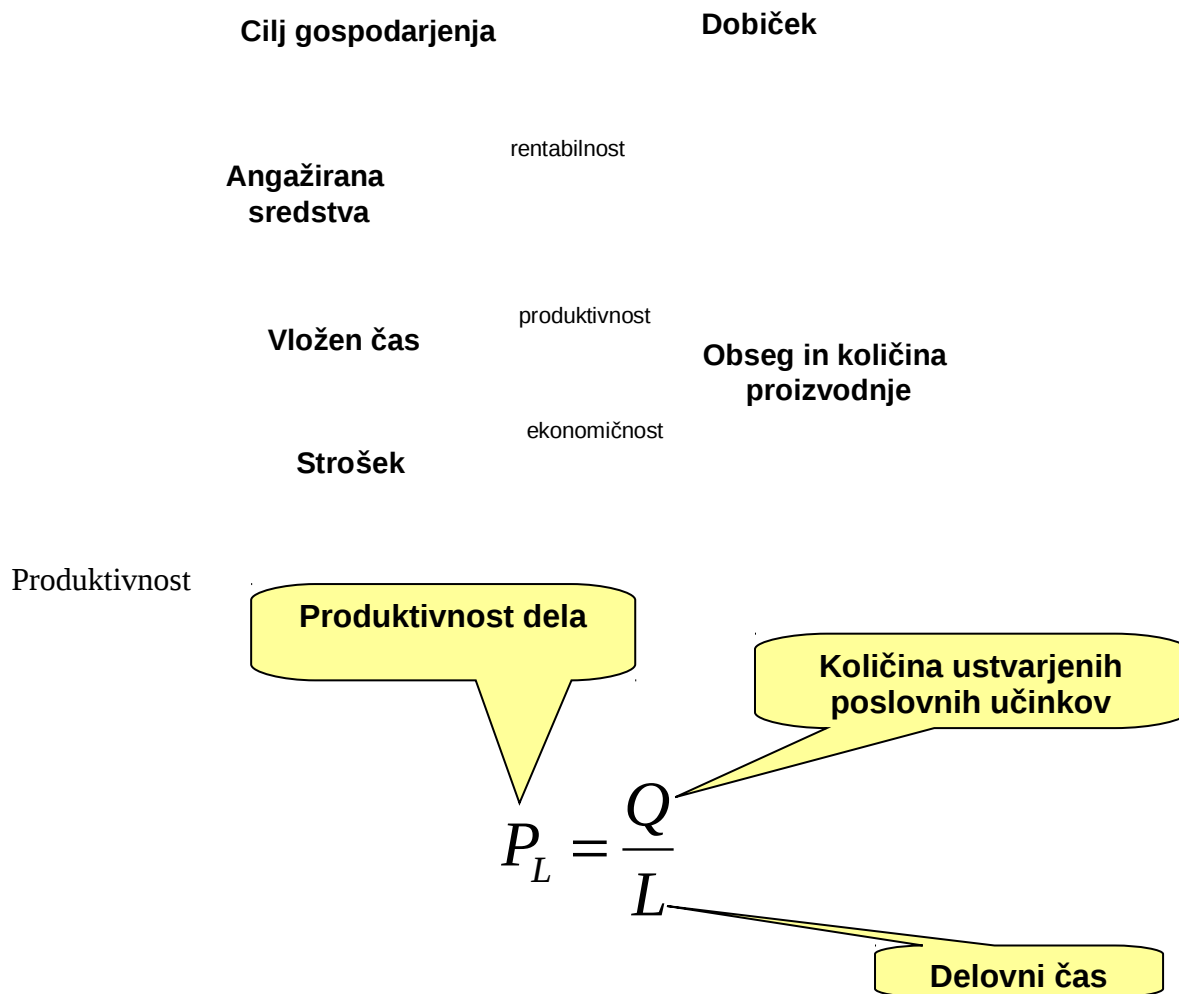 Cilj gospodarjenja
Dobiček
rentabilnost
Angažirana
sredstva
produktivnost
Vložen čas
Obseg in količina
proizvodnje
ekonomičnost
Strošek
Produktivnost
Produktivnost dela
Količina ustvarjenih
poslovnih učinkov
P_L = Q / L
Delovni čas